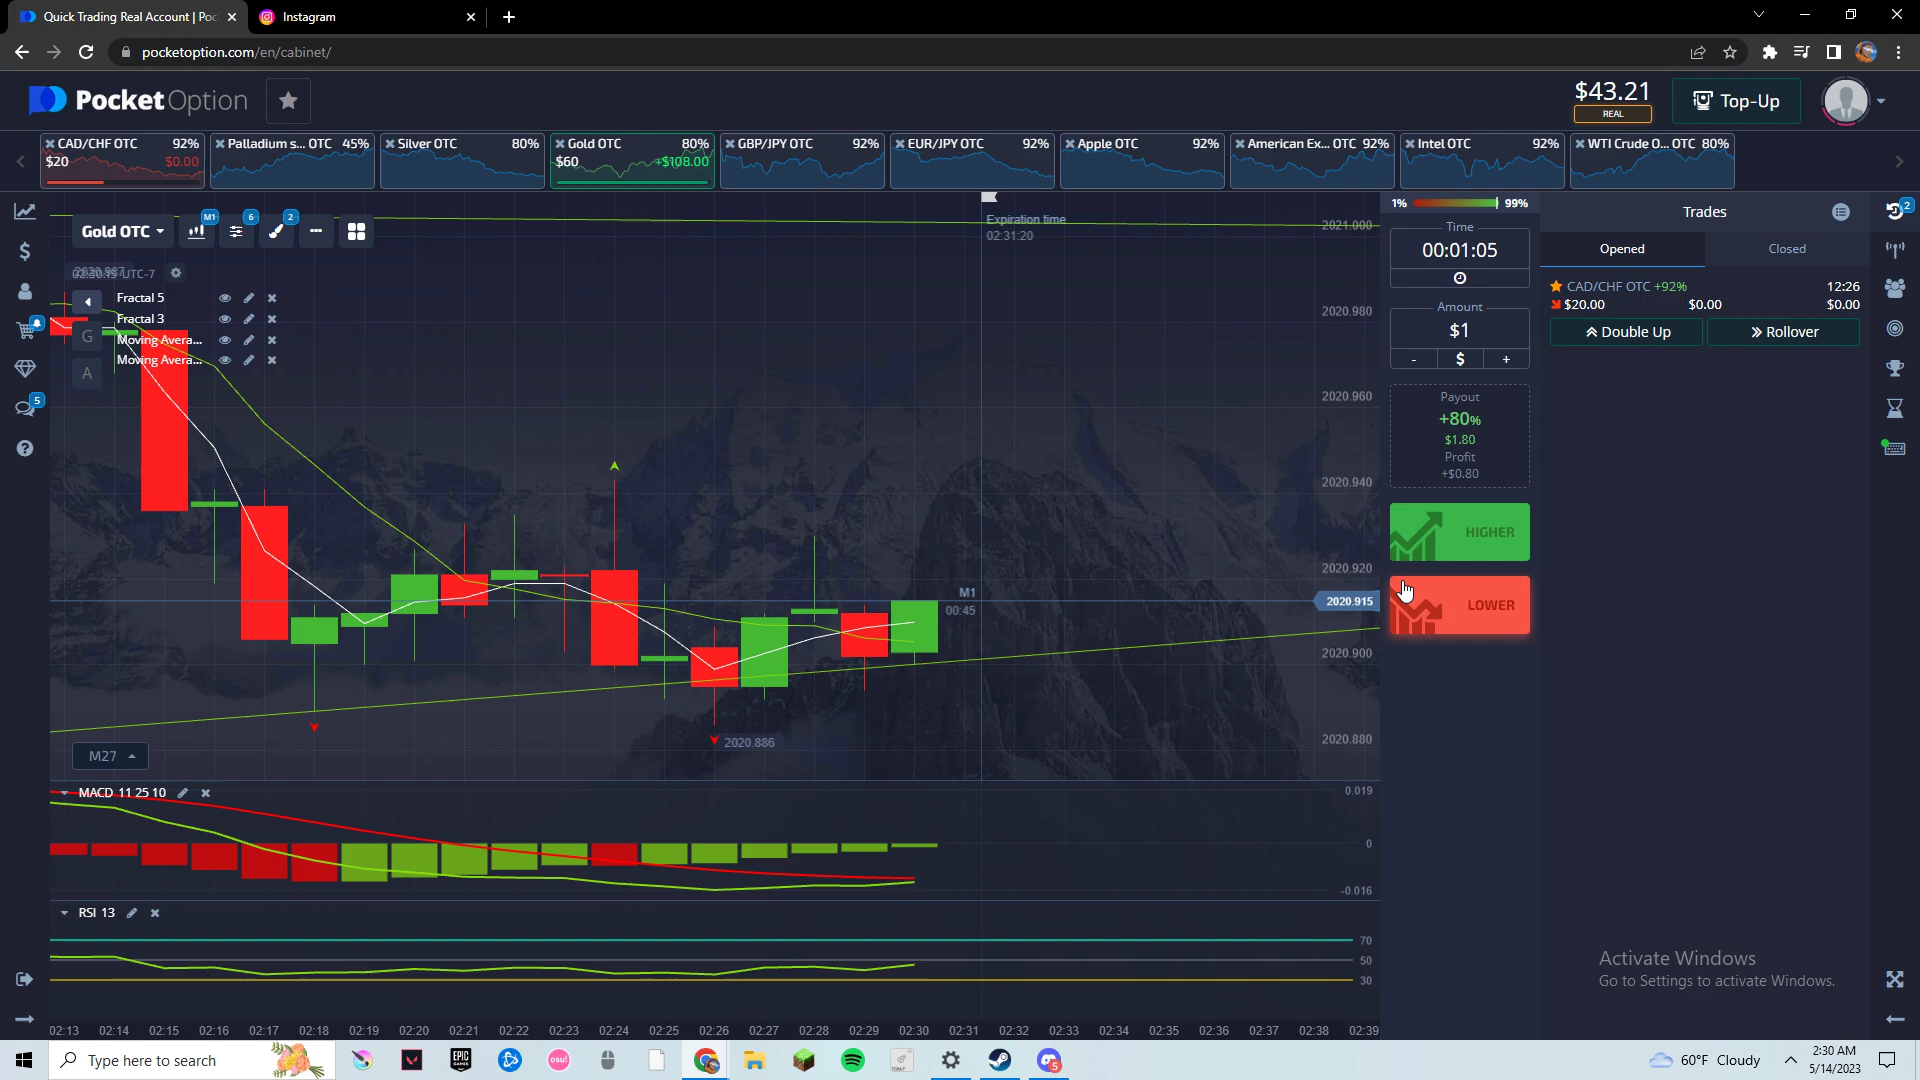 Quick Trading Real Account | Poc
Instagram
pocketoption.com/en/cabinet/
PocketOption
$43.21
REAL
Top-Up
CAD/CHF OTC 92%
$20 $0.00
Palladium s... OTC 45%
Silver OTC 80%
Gold OTC 80%
$60 +$108.00
GBP/JPY OTC 92%
EUR/JPY OTC 92%
Apple OTC 92%
American Ex... OTC 92%
Intel OTC 92%
WTI Crude O... OTC 80%
Gold OTC
M1
6
2
Expiration time
02:31:20
Fractal 5
Fractal 3
Moving Avera...
Moving Avera...
G
A
M27
M1
00:45
2020.886
2021.000
2020.980
2020.960
2020.940
2020.920
2020.915
2020.900
2020.880
1% 99%
Time
00:01:05
Amount
$1
- $ +
Payout
+80%
$1.80
Profit
+$0.80
HIGHER
LOWER
Trades
Opened Closed
CAD/CHF OTC +92% 12:26
$20.00 $0.00 $0.00
Double Up
Rollover
2
5
MACD 11 25 10
0.019
0
-0.016
RSI 13
70
50
30
02:13 02:14 02:15 02:16 02:17 02:18 02:19 02:20 02:21 02:22 02:23 02:24 02:25 02:26 02:27 02:28 02:29 02:30 02:31 02:32 02:33 02:34 02:35 02:36 02:37 02:38 02:39
Activate Windows
Go to Settings to activate Windows.
Type here to search
EPIC
GAMES
osu!
5
60°F Cloudy
2:30 AM
5/14/2023